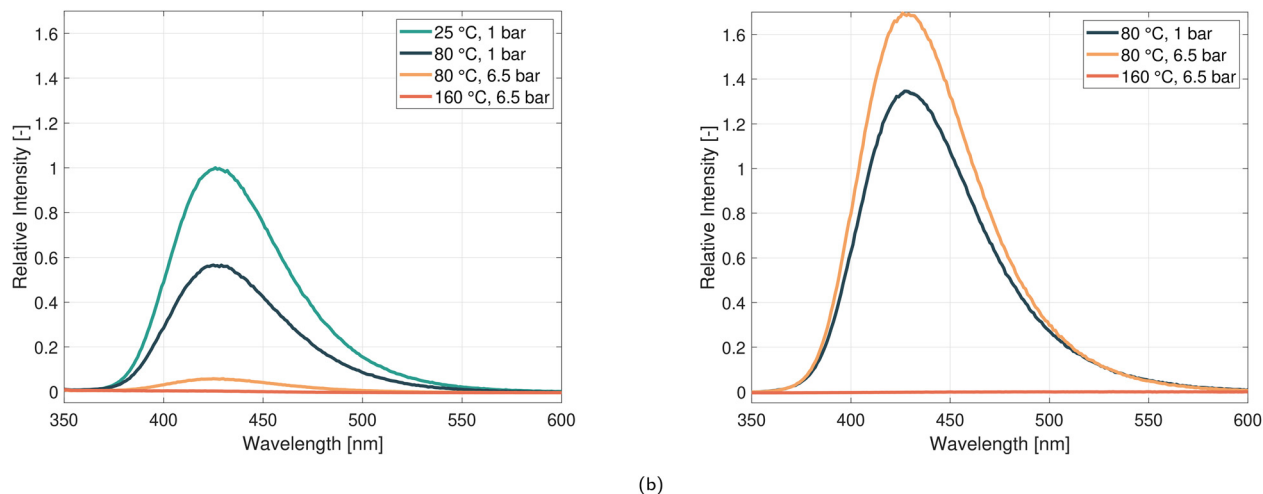 25 °C, 1 bar
80 °C, 1 bar
80 °C, 6.5 bar
160 °C, 6.5 bar
1.6
1.4
1.2
1
0.8
0.6
0.4
0.2
0
Relative Intensity [-]
350 400 450 500 550 600
Wavelength [nm]
80 °C, 1 bar
80 °C, 6.5 bar
160 °C, 6.5 bar
1.6
1.4
1.2
1
0.8
0.6
0.4
0.2
0
Relative Intensity [-]
350 400 450 500 550 600
Wavelength [nm]
(b)